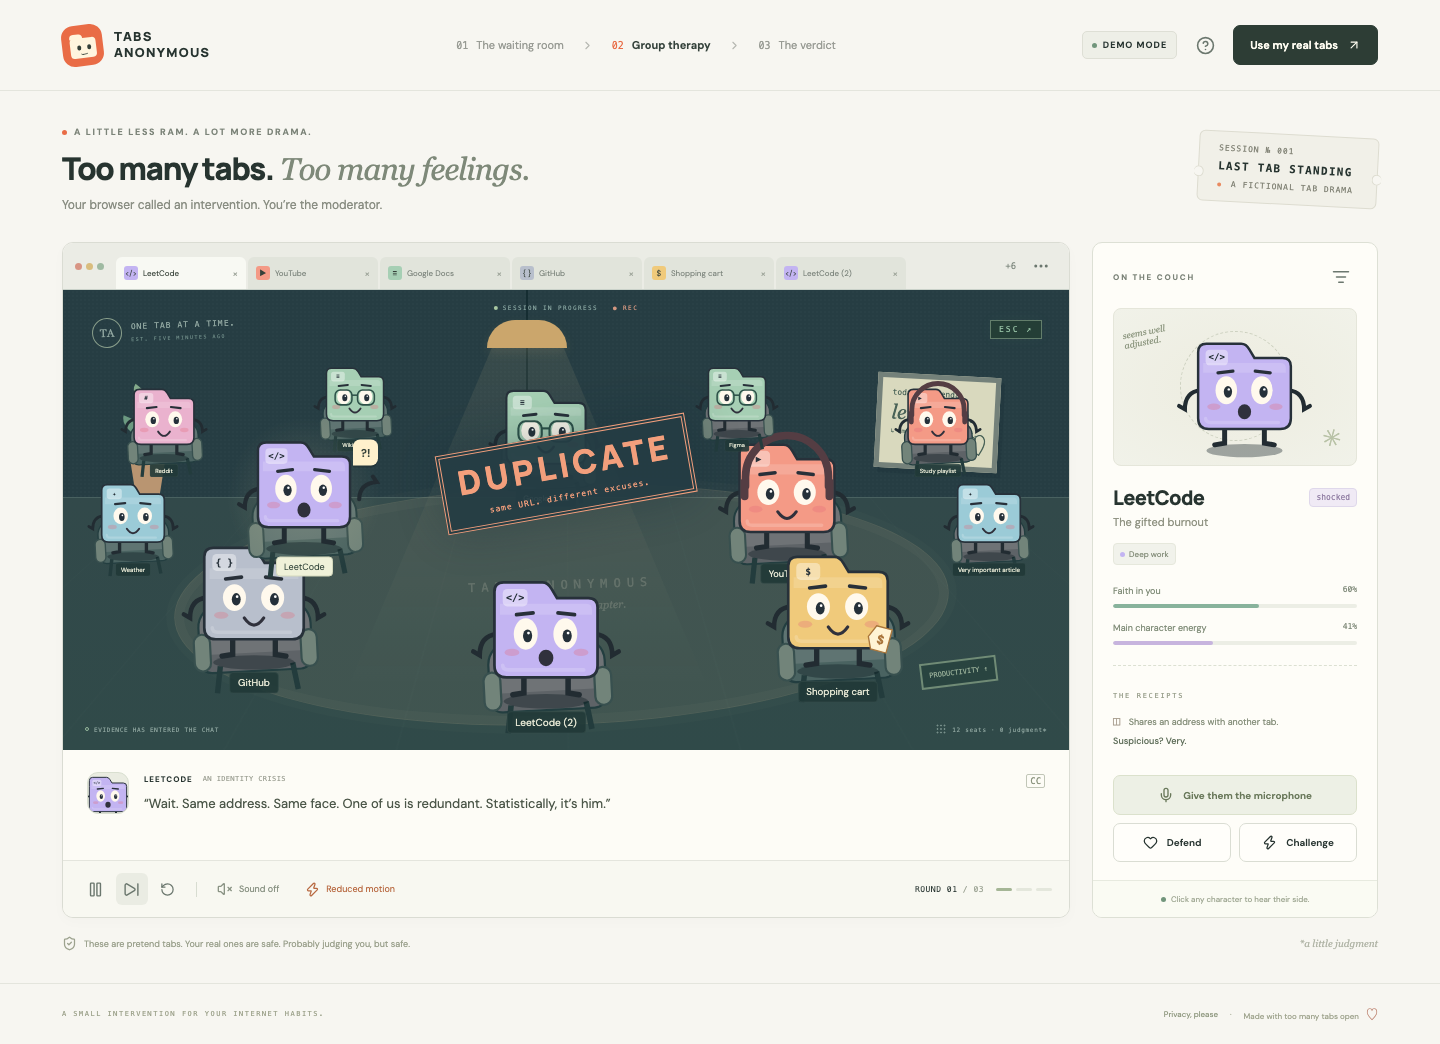 TABS
ANONYMOUS
01 The waiting room
02 Group therapy
03 The verdict
DEMO MODE
Use my real tabs
A LITTLE LESS RAM. A LOT MORE DRAMA.
Too many tabs. Too many feelings.
Your browser called an intervention. You’re the moderator.
SESSION № 001
LAST TAB STANDING
A FICTIONAL TAB DRAMA
</> LeetCode ×
YouTube ×
Google Docs ×
{ } GitHub ×
$ Shopping cart ×
</> LeetCode (2) ×
+6
SESSION IN PROGRESS
REC
TA
ONE TAB AT A TIME.
EST. FIVE MINUTES AGO
ESC ↗
#
Reddit
?!
Figma
Study playlist
DUPLICATE
same URL. different excuses.
Weather
</>
LeetCode
{ }
GitHub
</>
LeetCode (2)
$
$
Shopping cart
Very important article
PRODUCTIVITY ↑
EVIDENCE HAS ENTERED THE CHAT
12 seats · 0 judgment*
LEETCODE AN IDENTITY CRISIS
CC
“Wait. Same address. Same face. One of us is redundant. Statistically, it’s him.”
Sound off
Reduced motion
ROUND 01 / 03
ON THE COUCH
seems well
adjusted.
</>
LeetCode
shocked
The gifted burnout
Deep work
Faith in you 60%
Main character energy 41%
THE RECEIPTS
Shares an address with another tab.
Suspicious? Very.
Give them the microphone
Defend
Challenge
Click any character to hear their side.
These are pretend tabs. Your real ones are safe. Probably judging you, but safe.
*a little judgment
A SMALL INTERVENTION FOR YOUR INTERNET HABITS.
Privacy, please · Made with too many tabs open